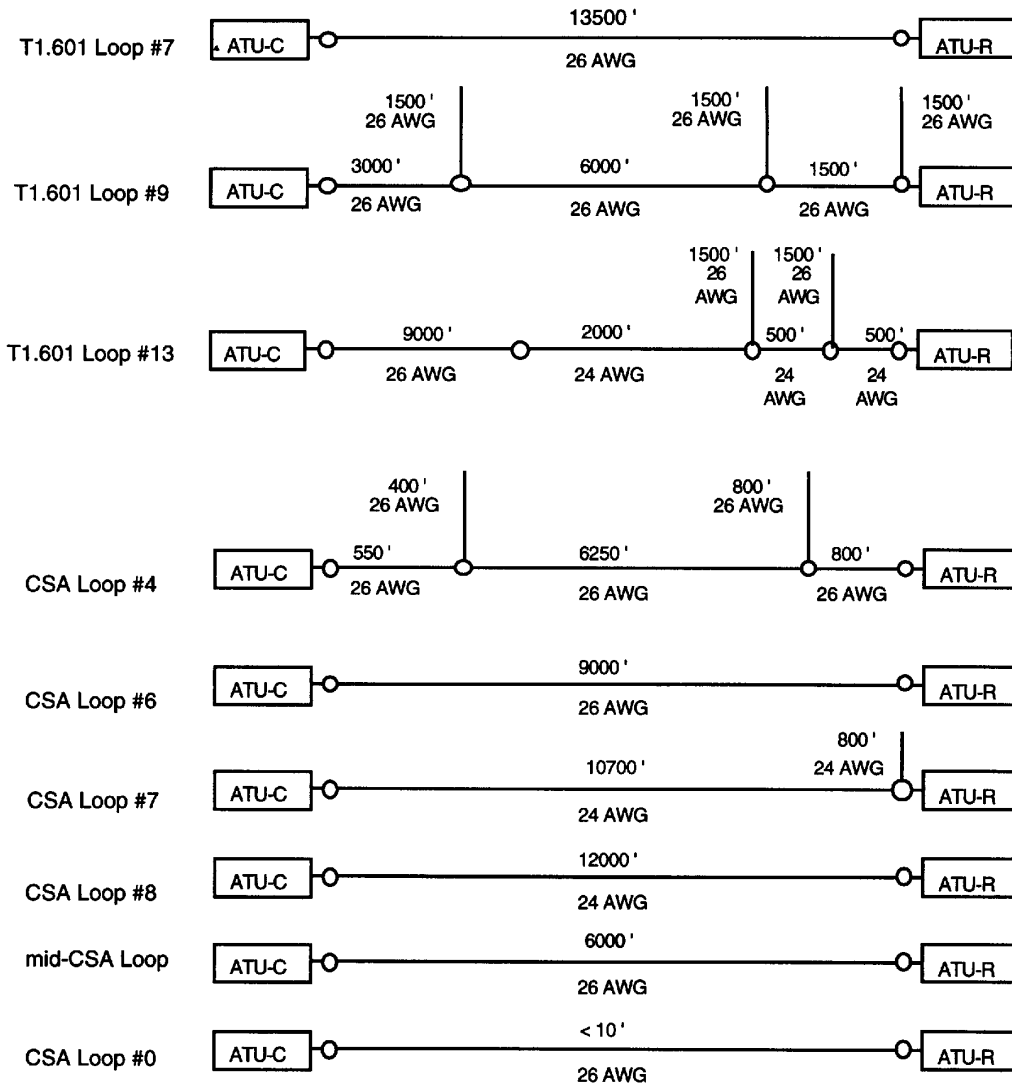 13500 '
T1.601 Loop #7 ATU-C ATU-R
26 AWG
1500 ' 1500 ' 1500 '
26 AWG 26 AWG 26 AWG
3000 ' 6000 ' 1500 '
T1.601 Loop #9 ATU-C ATU-R
26 AWG 26 AWG 26 AWG
1500 ' 1500 '
26 26
AWG AWG
9000 ' 2000 ' 500 ' 500 '
T1.601 Loop #13 ATU-C ATU-R
26 AWG 24 AWG 24 24
AWG AWG
400 ' 800 '
26 AWG 26 AWG
550 ' 6250 ' 800 '
CSA Loop #4 ATU-C ATU-R
26 AWG 26 AWG 26 AWG
9000 '
CSA Loop #6 ATU-C ATU-R
26 AWG
800 '
10700 ' 24 AWG
CSA Loop #7 ATU-C ATU-R
24 AWG
12000 '
CSA Loop #8 ATU-C ATU-R
24 AWG
6000 '
mid-CSA Loop ATU-C ATU-R
26 AWG
< 10 '
CSA Loop #0 ATU-C ATU-R
26 AWG